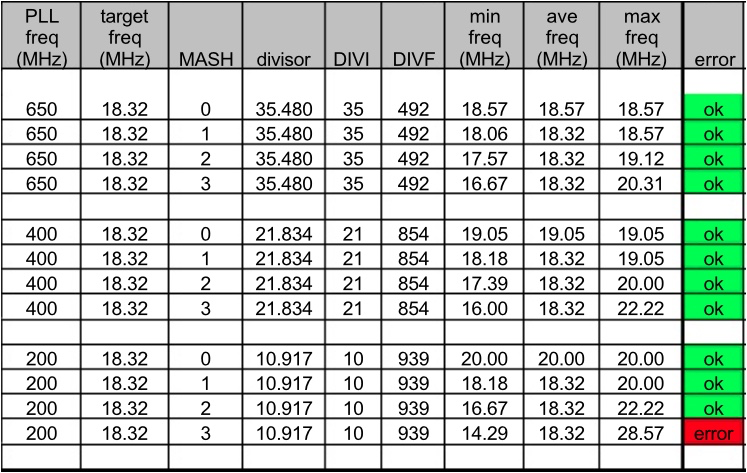 PLL freq (MHz) target freq (MHz) MASH divisor DIVI DIVF min freq (MHz) ave freq (MHz) max freq (MHz) error
650 18.32 0 35.480 35 492 18.57 18.57 18.57 ok
650 18.32 1 35.480 35 492 18.06 18.32 18.57 ok
650 18.32 2 35.480 35 492 17.57 18.32 19.12 ok
650 18.32 3 35.480 35 492 16.67 18.32 20.31 ok
400 18.32 0 21.834 21 854 19.05 19.05 19.05 ok
400 18.32 1 21.834 21 854 18.18 18.32 19.05 ok
400 18.32 2 21.834 21 854 17.39 18.32 20.00 ok
400 18.32 3 21.834 21 854 16.00 18.32 22.22 ok
200 18.32 0 10.917 10 939 20.00 20.00 20.00 ok
200 18.32 1 10.917 10 939 18.18 18.32 20.00 ok
200 18.32 2 10.917 10 939 16.67 18.32 22.22 ok
200 18.32 3 10.917 10 939 14.29 18.32 28.57 error